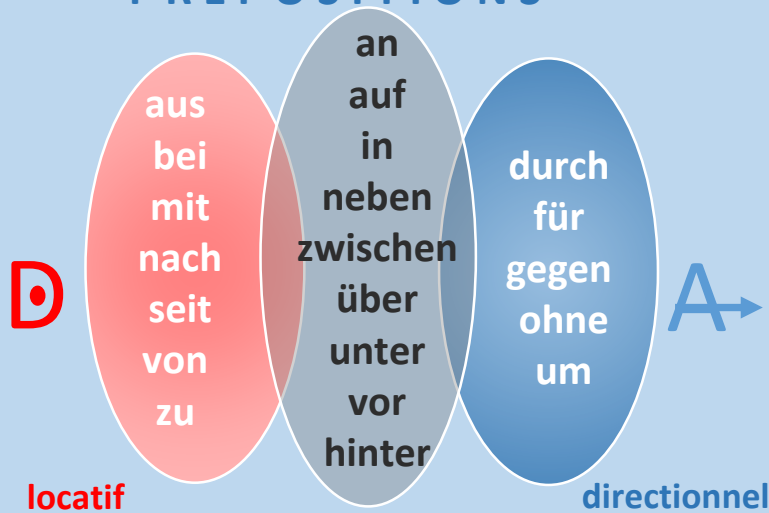 PREPOSITIONS
D
aus
bei
mit
nach
seit
von
zu
an
auf
in
neben
zwischen
über
unter
vor
hinter
durch
für
gegen
ohne
um
A
locatif
directionnel